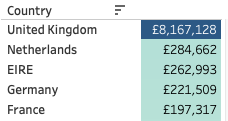 Country
United Kingdom £8,167,128
Netherlands £284,662
EIRE £262,993
Germany £221,509
France £197,317